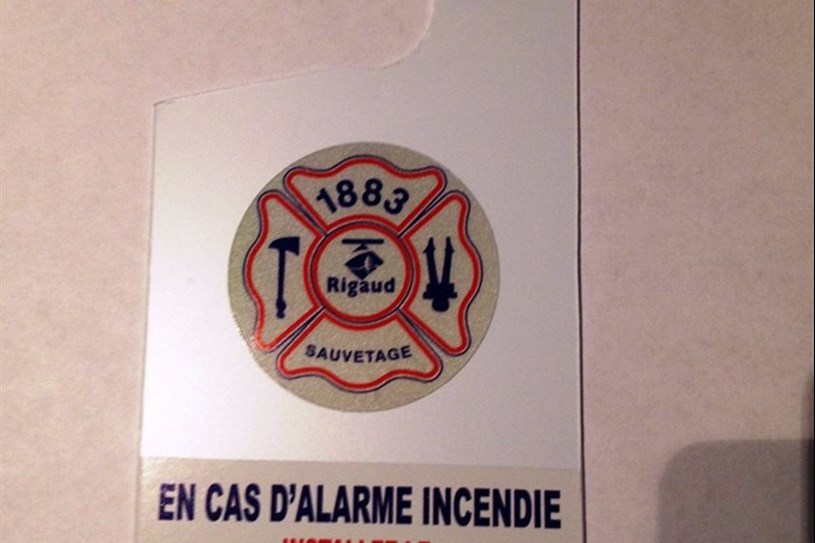 1883
Rigaud
SAUVETAGE
EN CAS D'ALARME INCENDIE